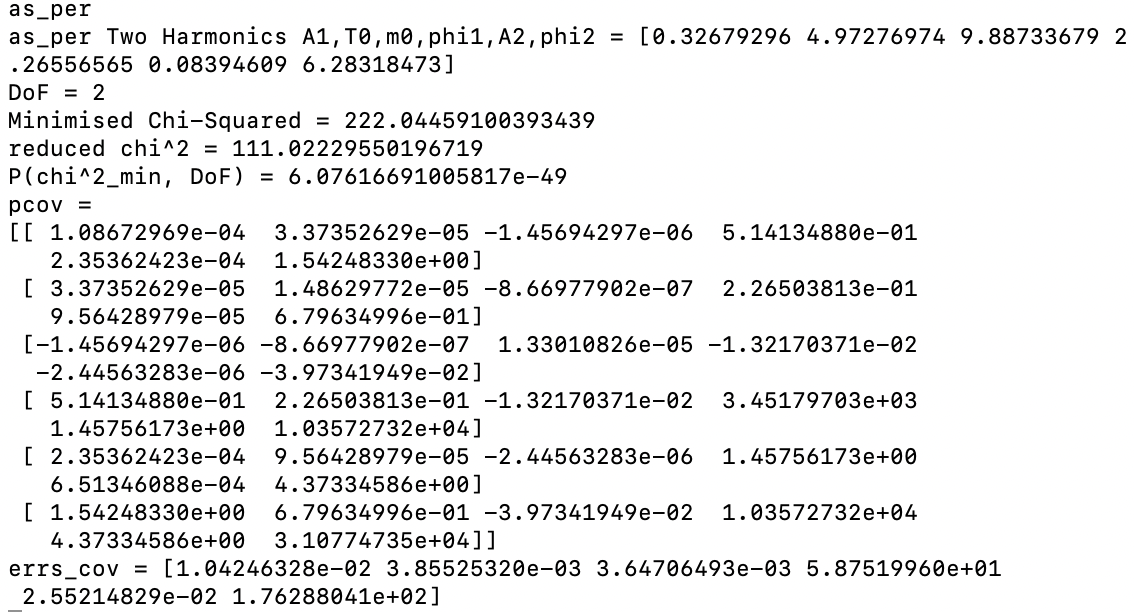 as_per
as_per Two Harmonics A1,T0,m0,phi1,A2,phi2 = [0.32679296 4.97276974 9.88733679 2
.26556565 0.08394609 6.28318473]
DoF = 2
Minimised Chi-Squared = 222.04459100393439
reduced chi^2 = 111.02229550196719
P(chi^2_min, DoF) = 6.07616691005817e-49
pcov =
[[ 1.08672969e-04  3.37352629e-05 -1.45694297e-06  5.14134880e-01
   2.35362423e-04  1.54248330e+00]
 [ 3.37352629e-05  1.48629772e-05 -8.66977902e-07  2.26503813e-01
   9.56428979e-05  6.79634996e-01]
 [-1.45694297e-06 -8.66977902e-07  1.33010826e-05 -1.32170371e-02
  -2.44563283e-06 -3.97341949e-02]
 [ 5.14134880e-01  2.26503813e-01 -1.32170371e-02  3.45179703e+03
   1.45756173e+00  1.03572732e+04]
 [ 2.35362423e-04  9.56428979e-05 -2.44563283e-06  1.45756173e+00
   6.51346088e-04  4.37334586e+00]
 [ 1.54248330e+00  6.79634996e-01 -3.97341949e-02  1.03572732e+04
   4.37334586e+00  3.10774735e+04]]
errs_cov = [1.04246328e-02 3.85525320e-03 3.64706493e-03 5.87519960e+01
 2.55214829e-02 1.76288041e+02]